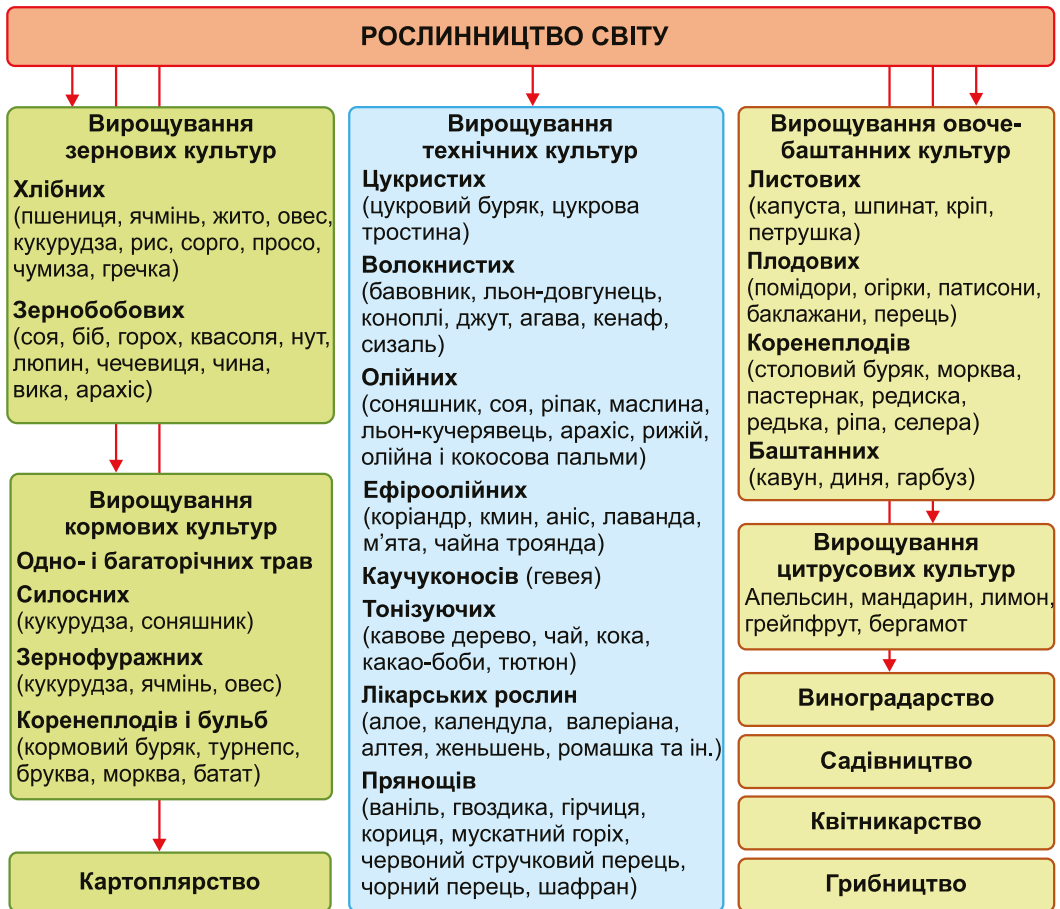 РОСЛИННИЦТВО СВІТУ
Вирощування
зернових культур
Хлібних
(пшениця, ячмінь, жито, овес,
кукурудза, рис, сорго, просо,
чумиза, гречка)
Зернобобових
(соя, біб, горох, квасоля, нут,
люпин, чечевиця, чина,
вика, арахіс)
Вирощування
кормових культур
Одно- і багаторічних трав
Силосних
(кукурудза, соняшник)
Зернофуражних
(кукурудза, ячмінь, овес)
Коренеплодів і бульб
(кормовий буряк, турнепс,
бруква, морква, батат)
Картоплярство
Вирощування
технічних культур
Цукристих
(цукровий буряк, цукрова
тростина)
Волокнистих
(бавовник, льон-довгунець,
коноплі, джут, агава, кенаф,
сизаль)
Олійних
(соняшник, соя, ріпак, маслина,
льон-кучерявець, арахіс, рижій,
олійна і кокосова пальми)
Ефіроолійних
(коріандр, кмин, аніс, лаванда,
м’ята, чайна троянда)
Каучуконосів (гевея)
Тонізуючих
(кавове дерево, чай, кока,
какао-боби, тютюн)
Лікарських рослин
(алое, календула, валеріана,
алтея, женьшень, ромашка та ін.)
Прянощів
(ваніль, гвоздика, гірчиця,
кориця, мускатний горіх,
червоний стручковий перець,
чорний перець, шафран)
Вирощування овоче-
баштанних культур
Листових
(капуста, шпинат, кріп,
петрушка)
Плодових
(помідори, огірки, патисони,
баклажани, перець)
Коренеплодів
(столовий буряк, морква,
пастернак, редиска,
редька, ріпа, селера)
Баштанних
(кавун, диня, гарбуз)
Вирощування
цитрусових культур
Апельсин, мандарин, лимон,
грейпфрут, бергамот
Виноградарство
Садівництво
Квітникарство
Грибництво